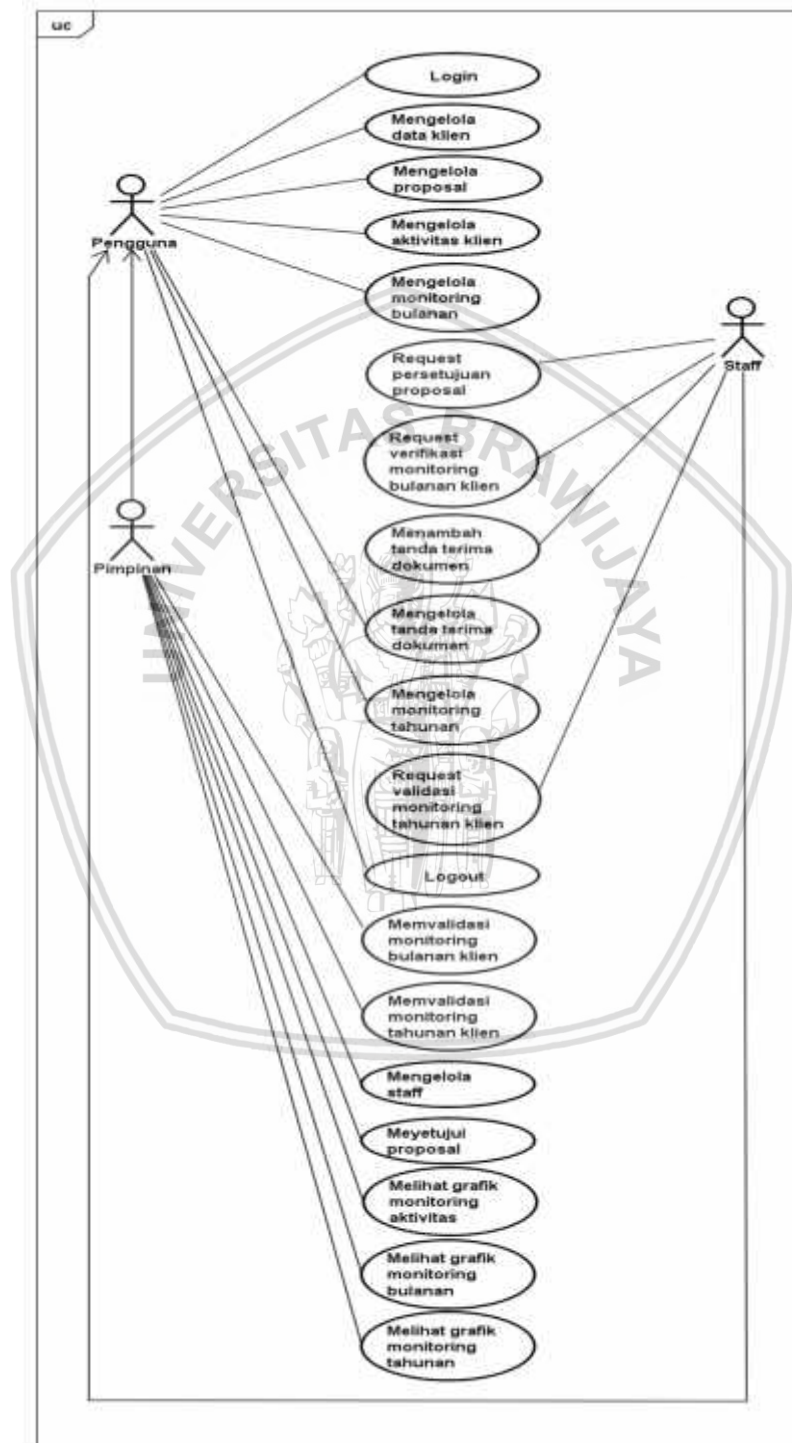 uc
Login
Mengelola
data klien
Mengelola
proposal
Pengguna
Mengelola
aktivitas klien
Mengelola
monitoring
bulanan
Staff
Request
persetujuan
proposal
Request
verifikasi
monitoring
bulanan klien
Pimpinan
Menambah
tanda terima
dokumen
Mengelola
tanda terima
dokumen
Mengelola
monitoring
tahunan
Request
validasi
monitoring
tahunan klien
Logout
Memvalidasi
monitoring
bulanan klien
Memvalidasi
monitoring
tahunan klien
Mengelola
staff
Meyetujui
proposal
Melihat grafik
monitoring
aktivitas
Melihat grafik
monitoring
bulanan
Melihat grafik
monitoring
tahunan
UNIVERSITAS BRAWIJAYA